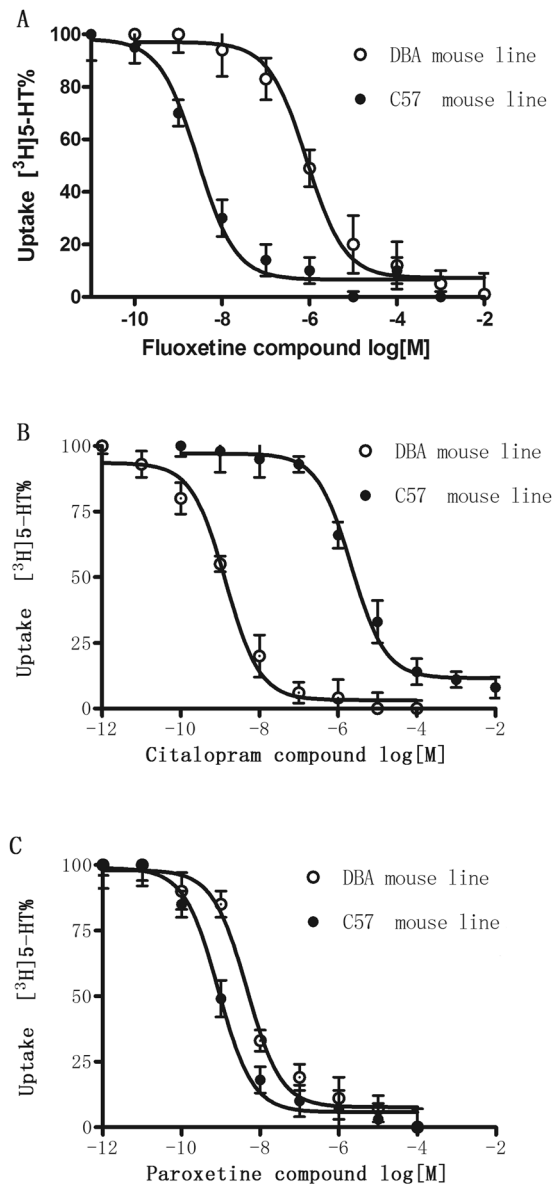 A
DBA mouse line
C57 mouse line
Uptake [³H]5-HT%
100
80
60
40
20
0
-10 -8 -6 -4 -2
Fluoxetine compound log[M]
B
DBA mouse line
C57 mouse line
Uptake [³H]5-HT%
100
75
50
25
0
-12 -10 -8 -6 -4 -2
Citalopram compound log[M]
C
DBA mouse line
C57 mouse line
Uptake [³H]5-HT%
100
75
50
25
0
-12 -10 -8 -6 -4 -2
Paroxetine compound log[M]